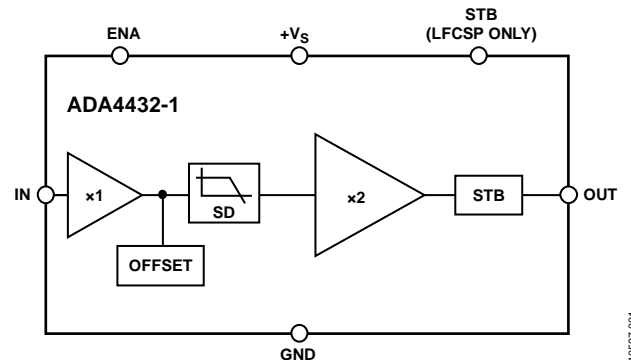 STB
(LFCSP ONLY)
ENA
+VS
ADA4432-1
IN
×1
SD
×2
STB
OUT
OFFSET
GND